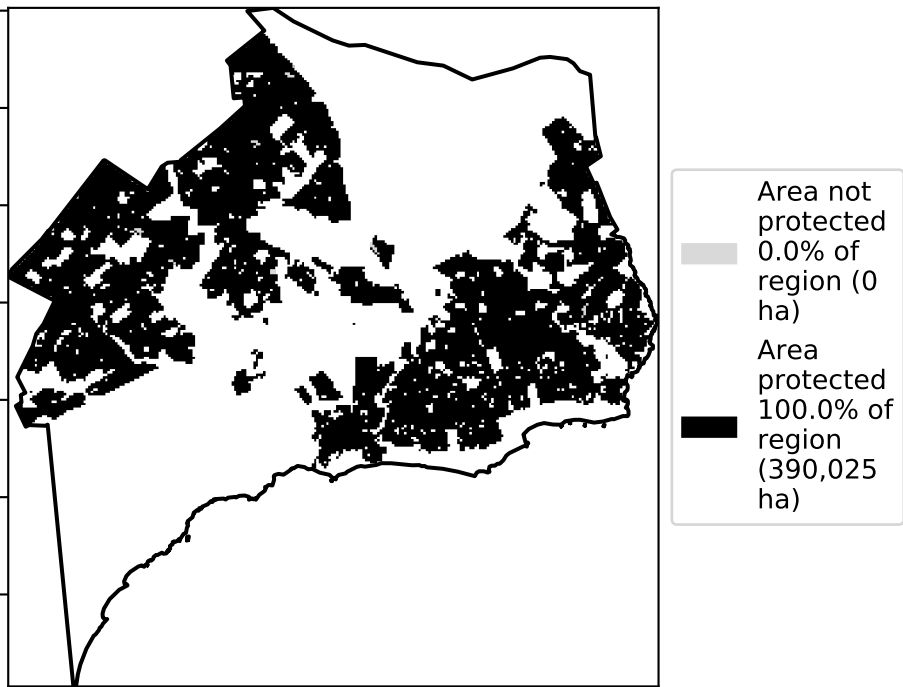 Area not
protected
0.0% of
region (0
ha)
Area
protected
100.0% of
region
(390,025
ha)